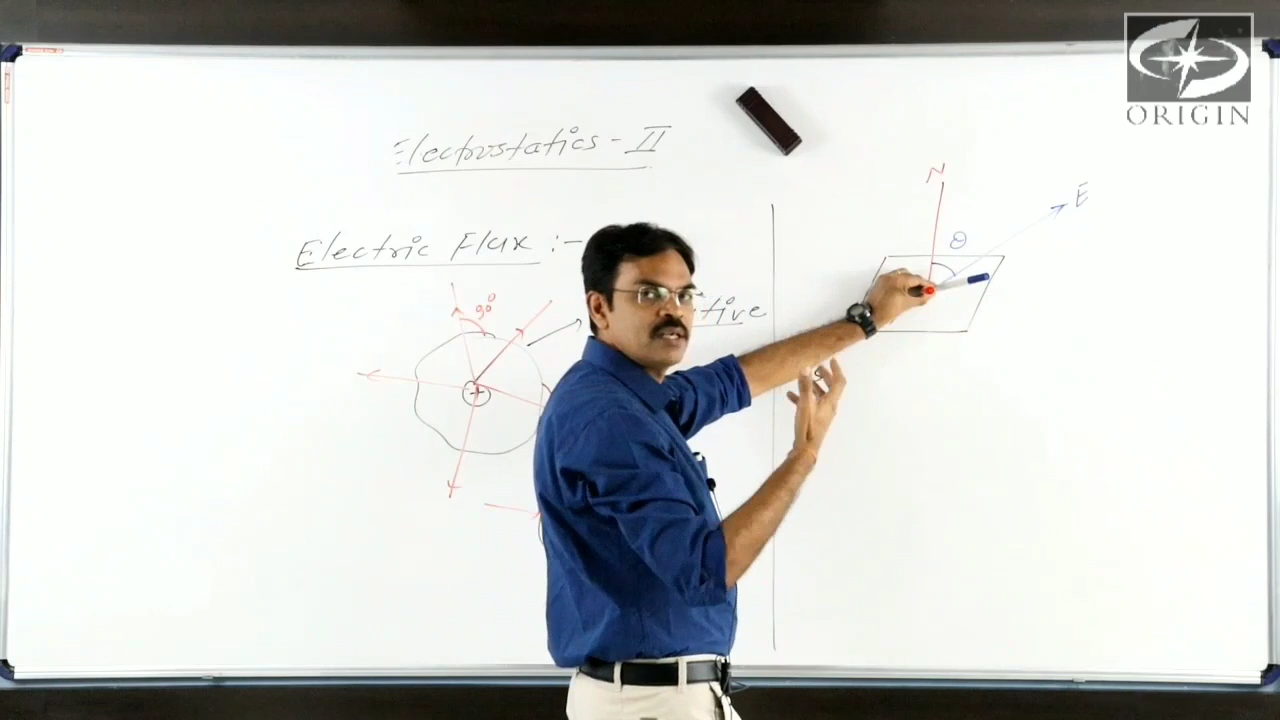 ORIGIN
Electrostatics - II
Electric Flux :-
90°
+
tive
N
E
θ